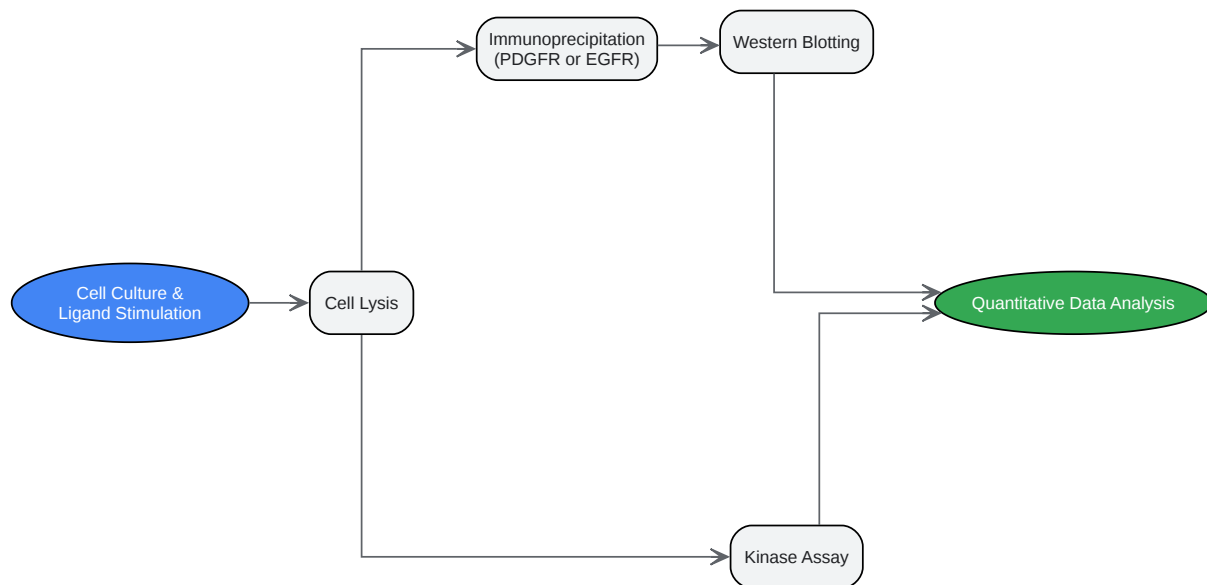 Immunoprecipitation
(PDGFR or EGFR)
Western Blotting
Cell Culture &
Ligand Stimulation
Cell Lysis
Quantitative Data Analysis
Kinase Assay